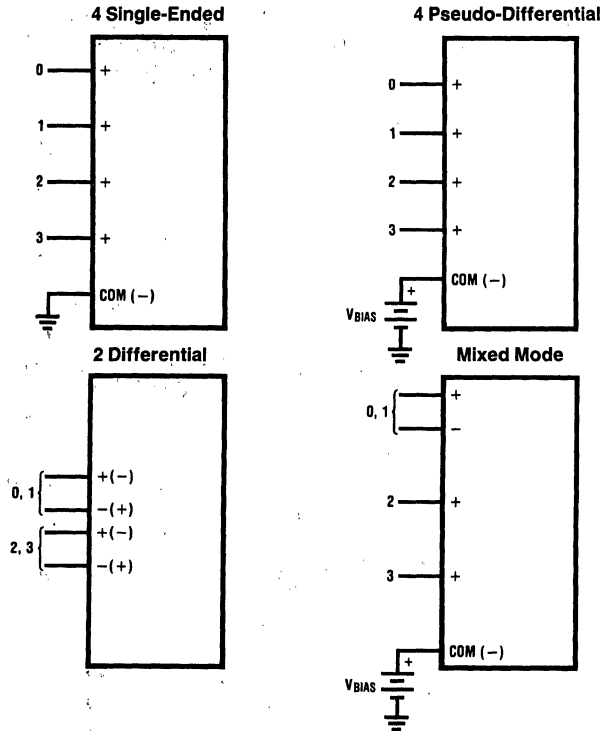 4 Single-Ended
0 +
1 +
2 +
3 +
COM (−)
4 Pseudo-Differential
0 +
1 +
2 +
3 +
COM (−)
+
VBIAS
2 Differential
0, 1
+(−)
−(+)
2, 3
+(−)
−(+)
Mixed Mode
0, 1
+
−
2 +
3 +
COM (−)
+
VBIAS